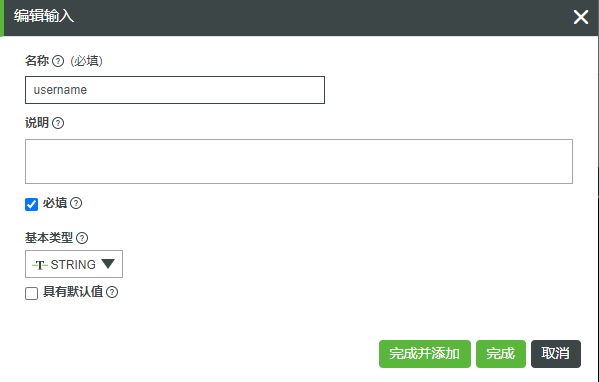 编辑输入
名称 (必填)
username
说明
必填
基本类型
STRING
具有默认值
完成并添加 完成 取消